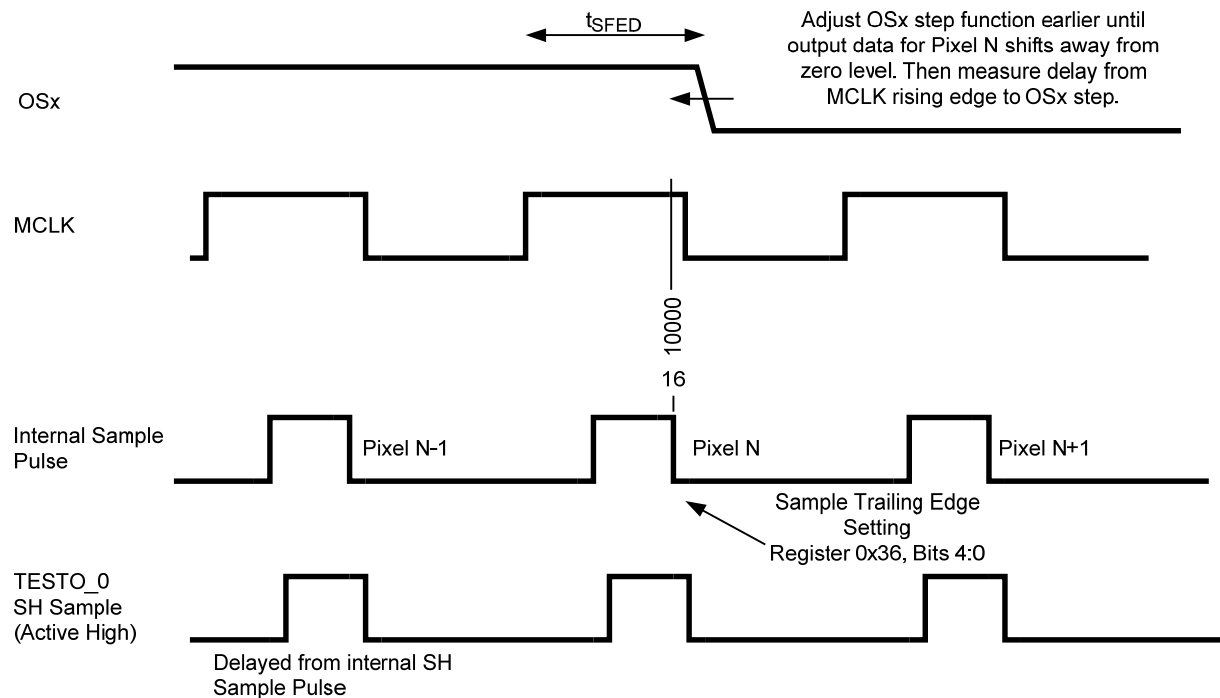 tSFED
Adjust OSx step function earlier until
output data for Pixel N shifts away from
zero level. Then measure delay from
MCLK rising edge to OSx step.
OSx
MCLK
10000
16
Internal Sample
Pulse
Pixel N-1
Pixel N
Pixel N+1
Sample Trailing Edge
Setting
Register 0x36, Bits 4:0
TESTO_0
SH Sample
(Active High)
Delayed from internal SH
Sample Pulse